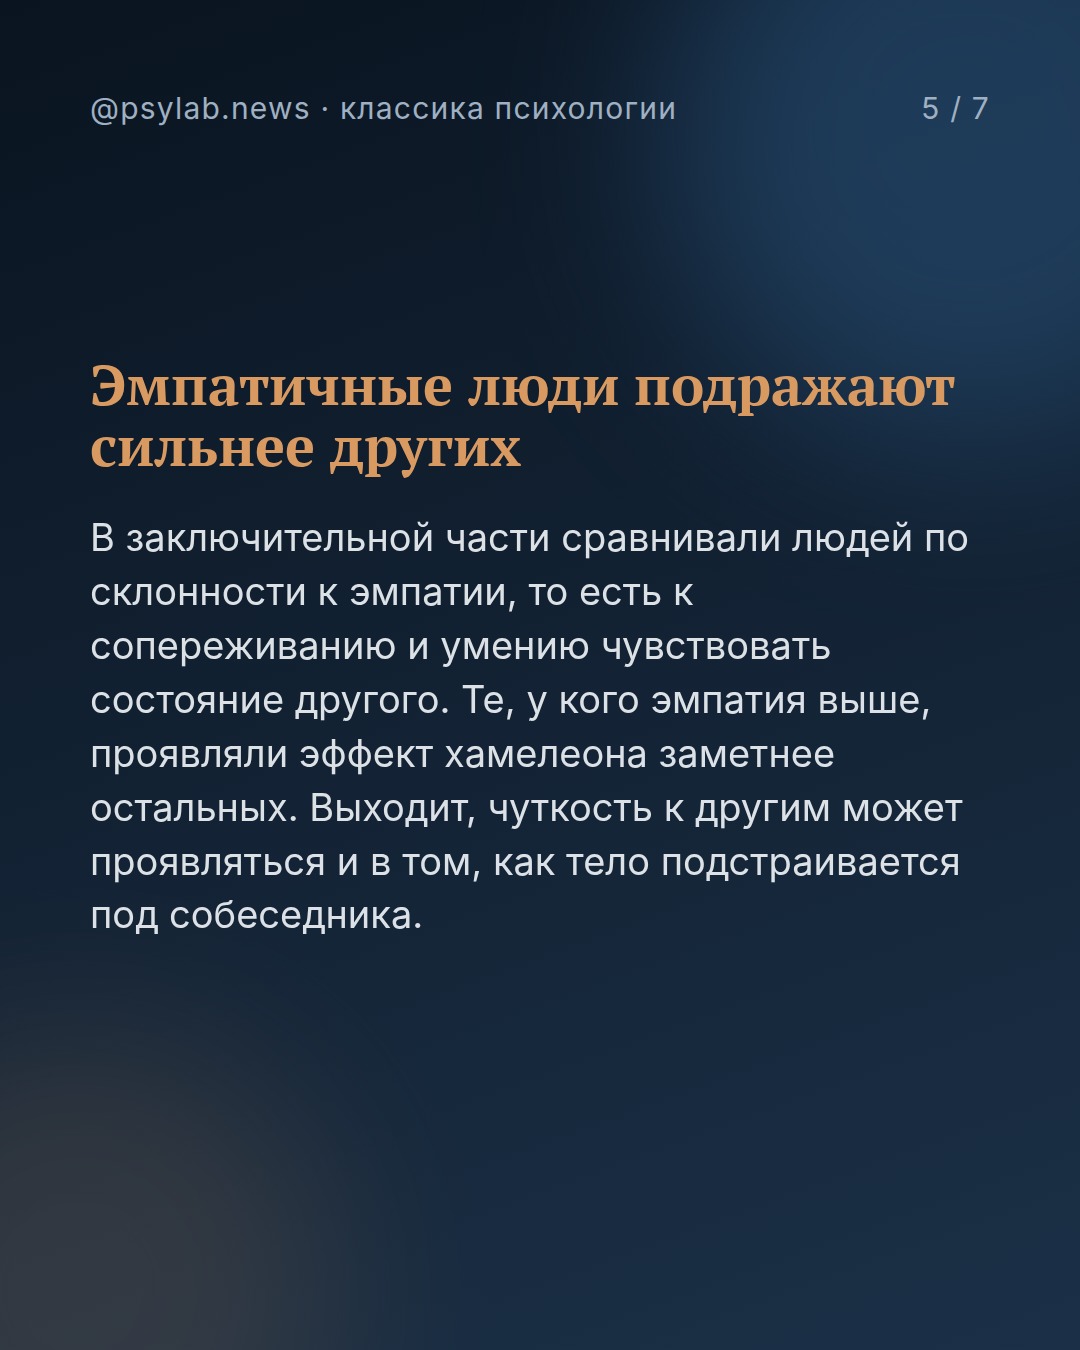 @psylab.news · классика психологии 5 / 7
Эмпатичные люди подражают
сильнее других
В заключительной части сравнивали людей по
склонности к эмпатии, то есть к
сопереживанию и умению чувствовать
состояние другого. Те, у кого эмпатия выше,
проявляли эффект хамелеона заметнее
остальных. Выходит, чуткость к другим может
проявляться и в том, как тело подстраивается
под собеседника.